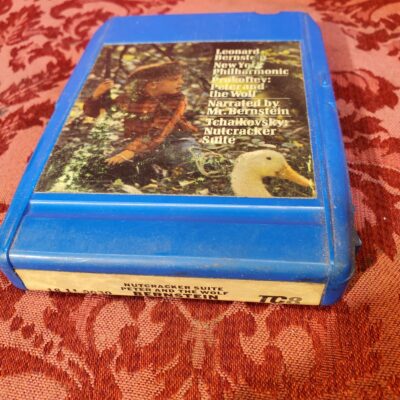 Leonard
Bernstein
New York
Philharmonic
Prokofiev:
Peter and
the Wolf
Narrated by
Mr. Bernstein
Tchaikovsky:
Nutcracker
Suite
NUTCRACKER SUITE
PETER AND THE WOLF
BERNSTEIN
TC8